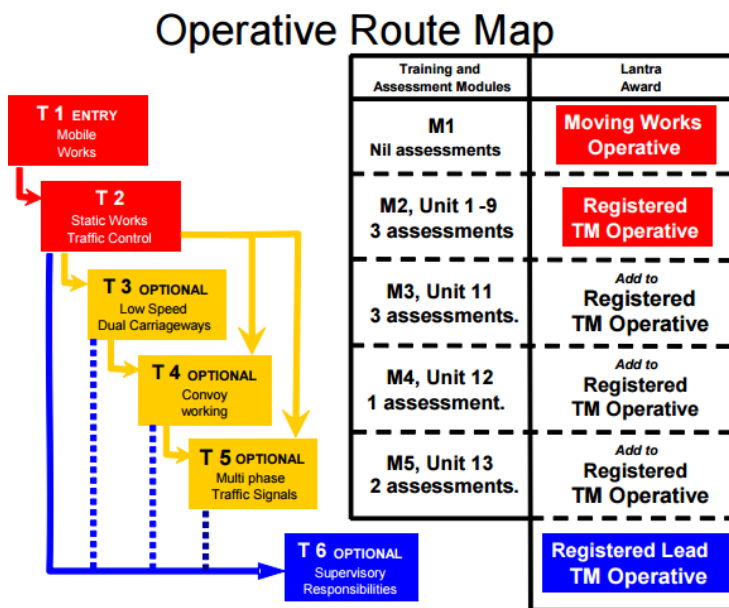 Operative Route Map
T 1 ENTRY
Mobile
Works
T 2
Static Works
Traffic Control
T 3 OPTIONAL
Low Speed
Dual Carriageways
T 4 OPTIONAL
Convoy
working
T 5 OPTIONAL
Multi phase
Traffic Signals
T 6 OPTIONAL
Supervisory
Responsibilities
Training and
Assessment Modules
Lantra
Award
M1
Nil assessments
Moving Works
Operative
M2, Unit 1 -9
3 assessments
Registered
TM Operative
M3, Unit 11
3 assessments.
Add to
Registered
TM Operative
M4, Unit 12
1 assessment.
Add to
Registered
TM Operative
M5, Unit 13
2 assessments.
Add to
Registered
TM Operative
Registered Lead
TM Operative